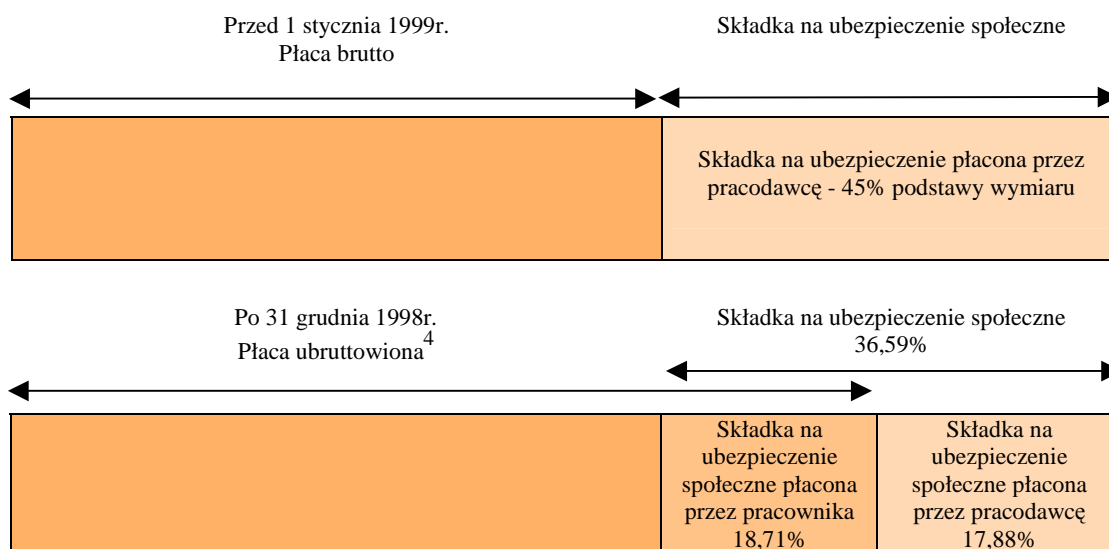 Przed 1 stycznia 1999r.
Płaca brutto
Składka na ubezpieczenie społeczne
Składka na ubezpieczenie płacona przez
pracodawcę - 45% podstawy wymiaru
Po 31 grudnia 1998r.
Płaca ubruttowiona4
Składka na ubezpieczenie społeczne
36,59%
Składka na
ubezpieczenie
społeczne płacona
przez pracownika
18,71%
Składka na
ubezpieczenie
społeczne płacona
przez pracodawcę
17,88%